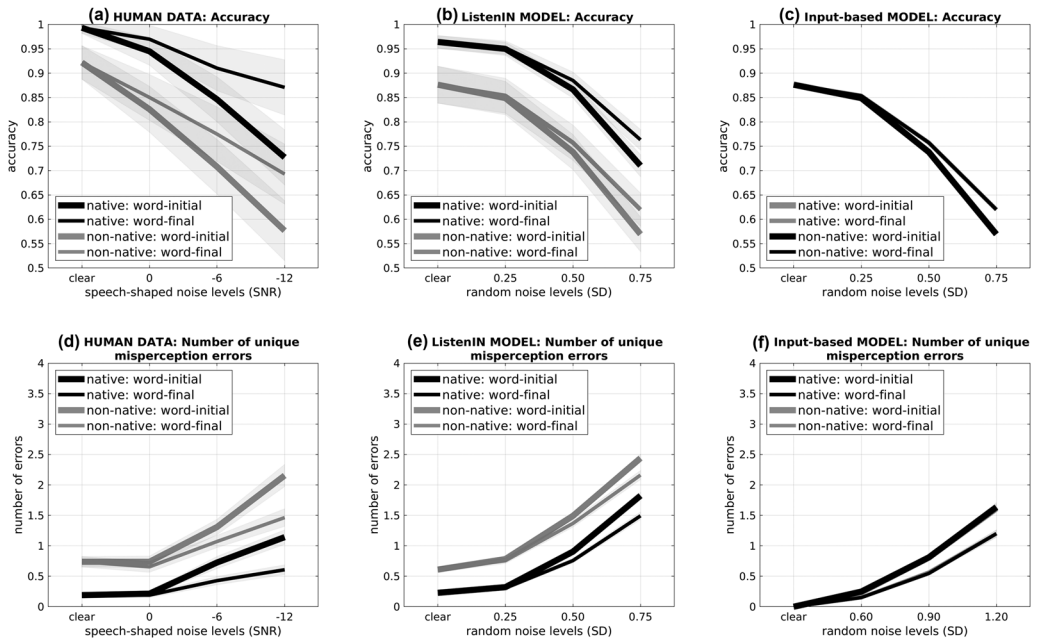 (a) HUMAN DATA: Accuracy
1
0.95
0.9
0.85
0.8
0.75
0.7
0.65
0.6
0.55
0.5
accuracy
native: word-initial
native: word-final
non-native: word-initial
non-native: word-final
clear 0 -6 -12
speech-shaped noise levels (SNR)
(b) ListenIN MODEL: Accuracy
1
0.95
0.9
0.85
0.8
0.75
0.7
0.65
0.6
0.55
0.5
accuracy
native: word-initial
native: word-final
non-native: word-initial
non-native: word-final
clear 0.25 0.50 0.75
random noise levels (SD)
(c) Input-based MODEL: Accuracy
1
0.95
0.9
0.85
0.8
0.75
0.7
0.65
0.6
0.55
0.5
accuracy
native: word-initial
native: word-final
non-native: word-initial
non-native: word-final
clear 0.25 0.50 0.75
random noise levels (SD)
(d) HUMAN DATA: Number of unique
misperception errors
4
3.5
3
2.5
2
1.5
1
0.5
0
number of errors
native: word-initial
native: word-final
non-native: word-initial
non-native: word-final
clear 0 -6 -12
speech-shaped noise levels (SNR)
(e) ListenIN MODEL: Number of unique
misperception errors
4
3.5
3
2.5
2
1.5
1
0.5
0
number of errors
native: word-initial
native: word-final
non-native: word-initial
non-native: word-final
clear 0.25 0.50 0.75
random noise levels (SD)
(f) Input-based MODEL: Number of unique
misperception errors
4
3.5
3
2.5
2
1.5
1
0.5
0
number of errors
native: word-initial
native: word-final
non-native: word-initial
non-native: word-final
clear 0.60 0.90 1.20
random noise levels (SD)